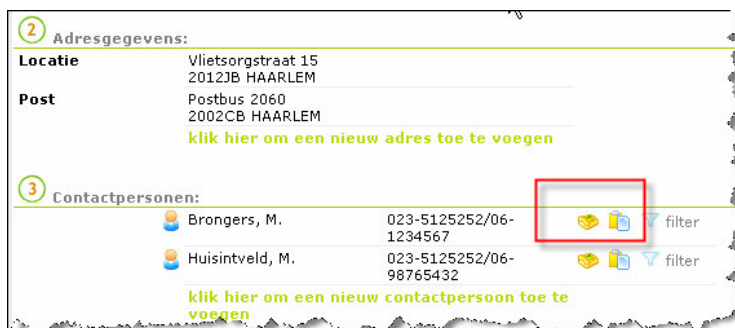 2 Adresgegevens:
Locatie Vlietsorgstraat 15
2012JB HAARLEM
Post Postbus 2060
2002CB HAARLEM
klik hier om een nieuw adres toe te voegen
3 Contactpersonen:
Brongers, M. 023-5125252/06-
1234567 filter
Huisintveld, M. 023-5125252/06-
98765432 filter
klik hier om een nieuw contactpersoon toe te
voegen